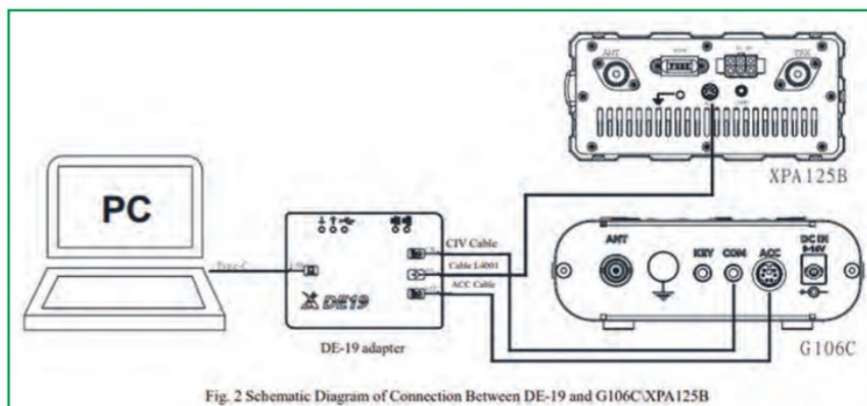 ANT
TRX
XPA125B
PC
CIV Cable
Cable L4001
ACC Cable
Type-C
DE19
DE-19 adapter
ANT
KEY
COM
ACC
DC IN
9-16V
G106C
Fig. 2 Schematic Diagram of Connection Between DE-19 and G106C\XPA125B